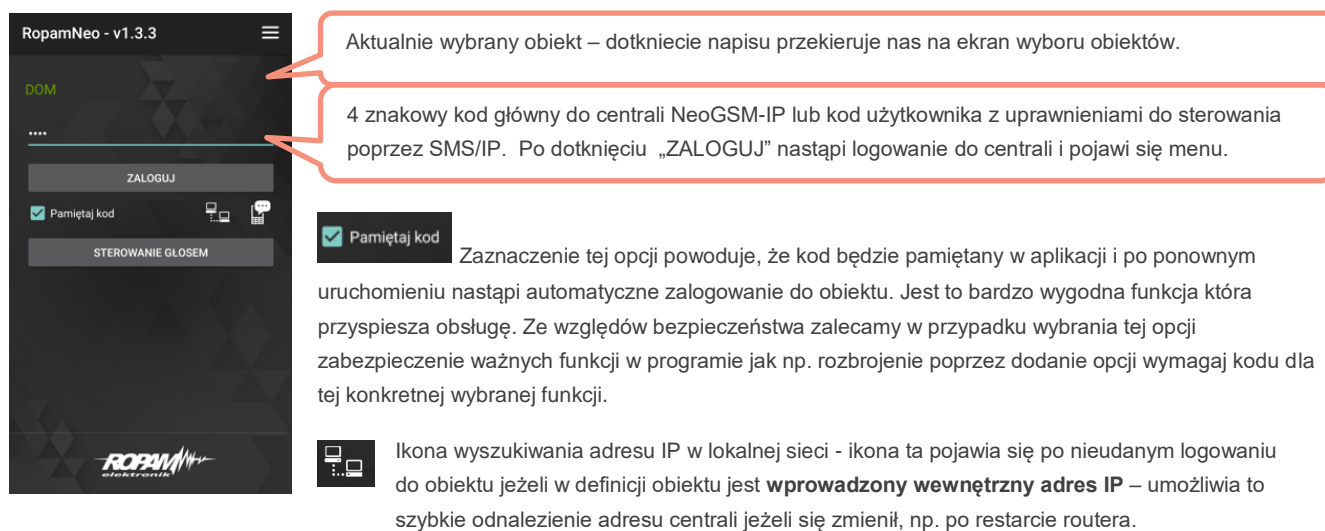 RopamNeo - v1.3.3
DOM
••••
ZALOGUJ
Pamiętaj kod
STEROWANIE GŁOSEM
ROPAM
elektronik
Aktualnie wybrany obiekt – dotkniecie napisu przekieruje nas na ekran wyboru obiektów.
4 znakowy kod główny do centrali NeoGSM-IP lub kod użytkownika z uprawnieniami do sterowania
poprzez SMS/IP. Po dotknięciu „ZALOGUJ” nastąpi logowanie do centrali i pojawi się menu.
Pamiętaj kod
Zaznaczenie tej opcji powoduje, że kod będzie pamiętany w aplikacji i po ponownym
uruchomieniu nastąpi automatyczne zalogowanie do obiektu. Jest to bardzo wygodna funkcja która
przyspiesza obsługę. Ze względów bezpieczeństwa zalecamy w przypadku wybrania tej opcji
zabezpieczenie ważnych funkcji w programie jak np. rozbrojenie poprzez dodanie opcji wymagaj kodu dla
tej konkretnej wybranej funkcji.
Ikona wyszukiwania adresu IP w lokalnej sieci - ikona ta pojawia się po nieudanym logowaniu
do obiektu jeżeli w definicji obiektu jest wprowadzony wewnętrzny adres IP – umożliwia to
szybkie odnalezienie adresu centrali jeżeli się zmienił, np. po restarcie routera.